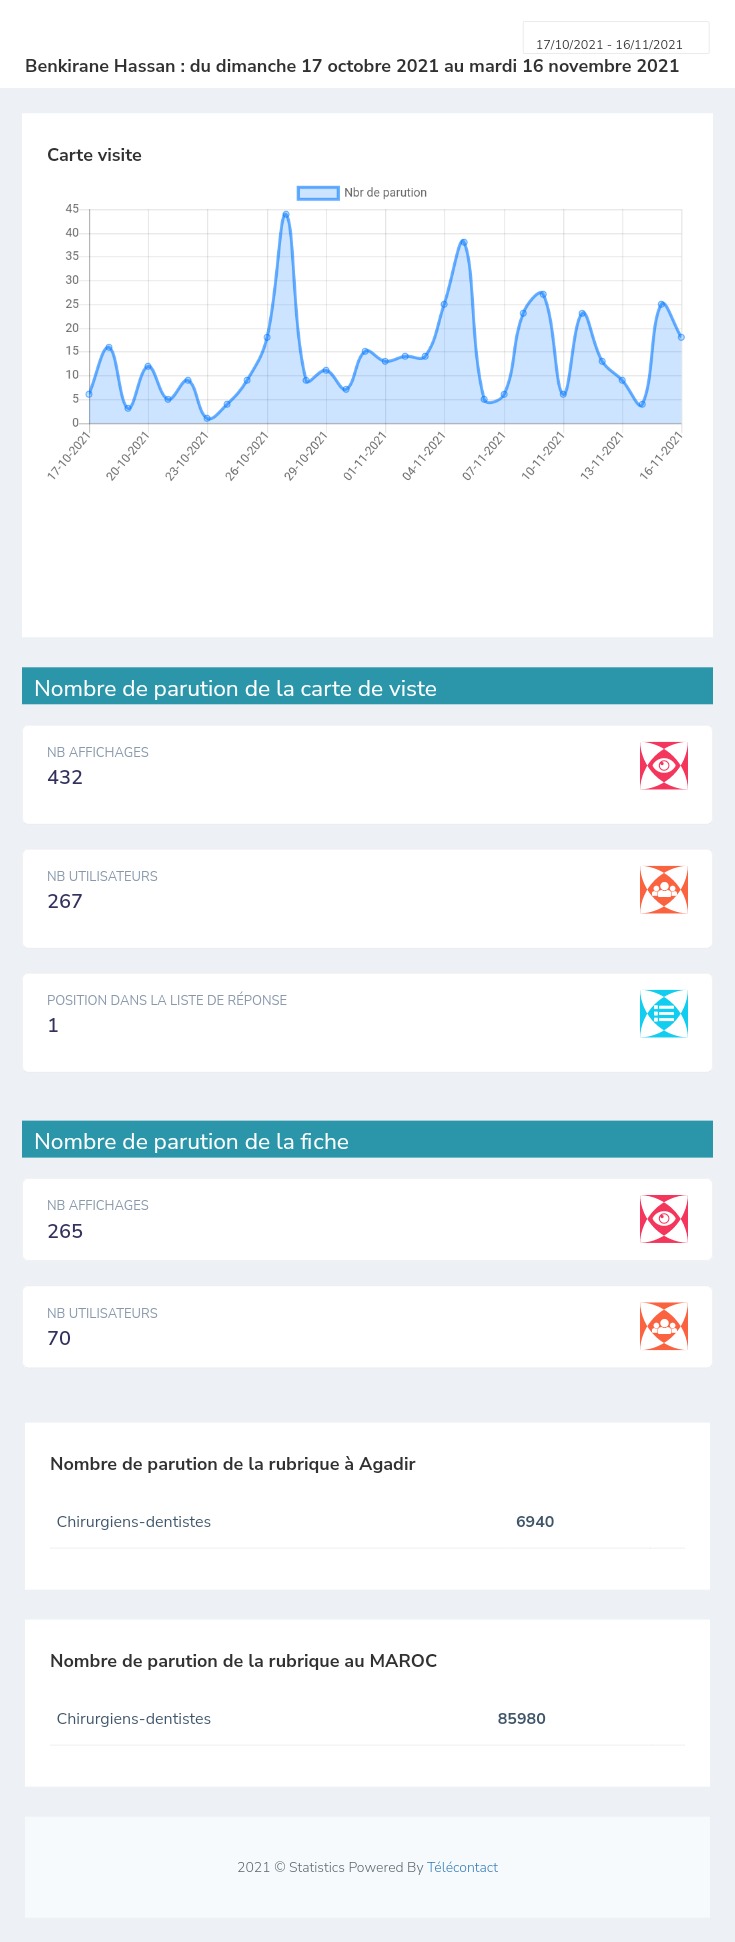 17/10/2021 - 16/11/2021
Benkirane Hassan : du dimanche 17 octobre 2021 au mardi 16 novembre 2021
Carte visite
Nbr de parution
45
40
35
30
25
20
15
10
5
0
17-10-2021
20-10-2021
23-10-2021
26-10-2021
29-10-2021
01-11-2021
04-11-2021
07-11-2021
10-11-2021
13-11-2021
16-11-2021
Nombre de parution de la carte de viste
NB AFFICHAGES
432
NB UTILISATEURS
267
POSITION DANS LA LISTE DE RÉPONSE
1
Nombre de parution de la fiche
NB AFFICHAGES
265
NB UTILISATEURS
70
Nombre de parution de la rubrique à Agadir
Chirurgiens-dentistes 6940
Nombre de parution de la rubrique au MAROC
Chirurgiens-dentistes 85980
2021 © Statistics Powered By Télécontact